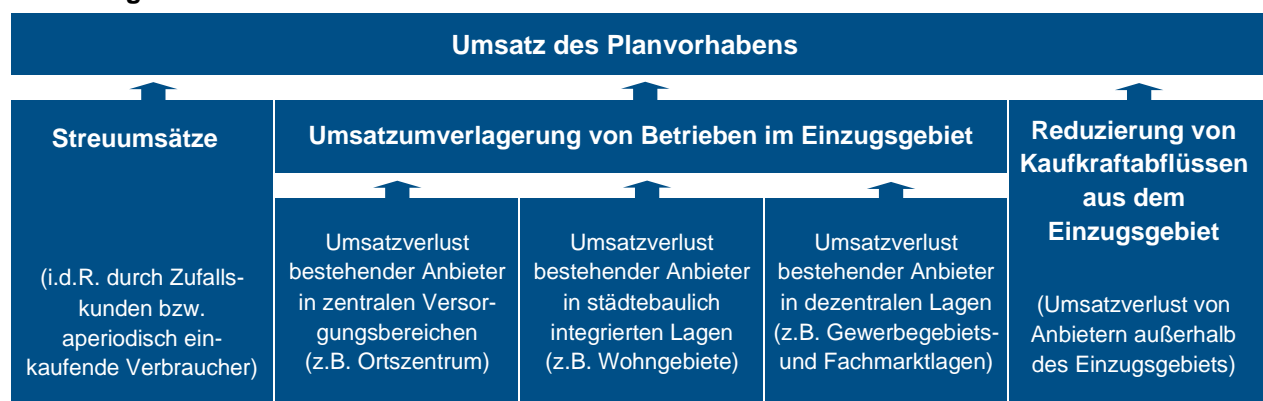 Umsatz des Planvorhabens
Streuumsätze
(i.d.R. durch Zufalls-
kunden bzw.
aperiodisch ein-
kaufende Verbraucher)
Umsatzumverlagerung von Betrieben im Einzugsgebiet
Umsatzverlust
bestehender Anbieter
in zentralen Versor-
gungsbereichen
(z.B. Ortszentrum)
Umsatzverlust
bestehender Anbieter
in städtebaulich
integrierten Lagen
(z.B. Wohngebiete)
Umsatzverlust
bestehender Anbieter
in dezentralen Lagen
(z.B. Gewerbegebiets-
und Fachmarktlagen)
Reduzierung von
Kaufkraftabflüssen
aus dem
Einzugsgebiet
(Umsatzverlust von
Anbietern außerhalb
des Einzugsgebiets)